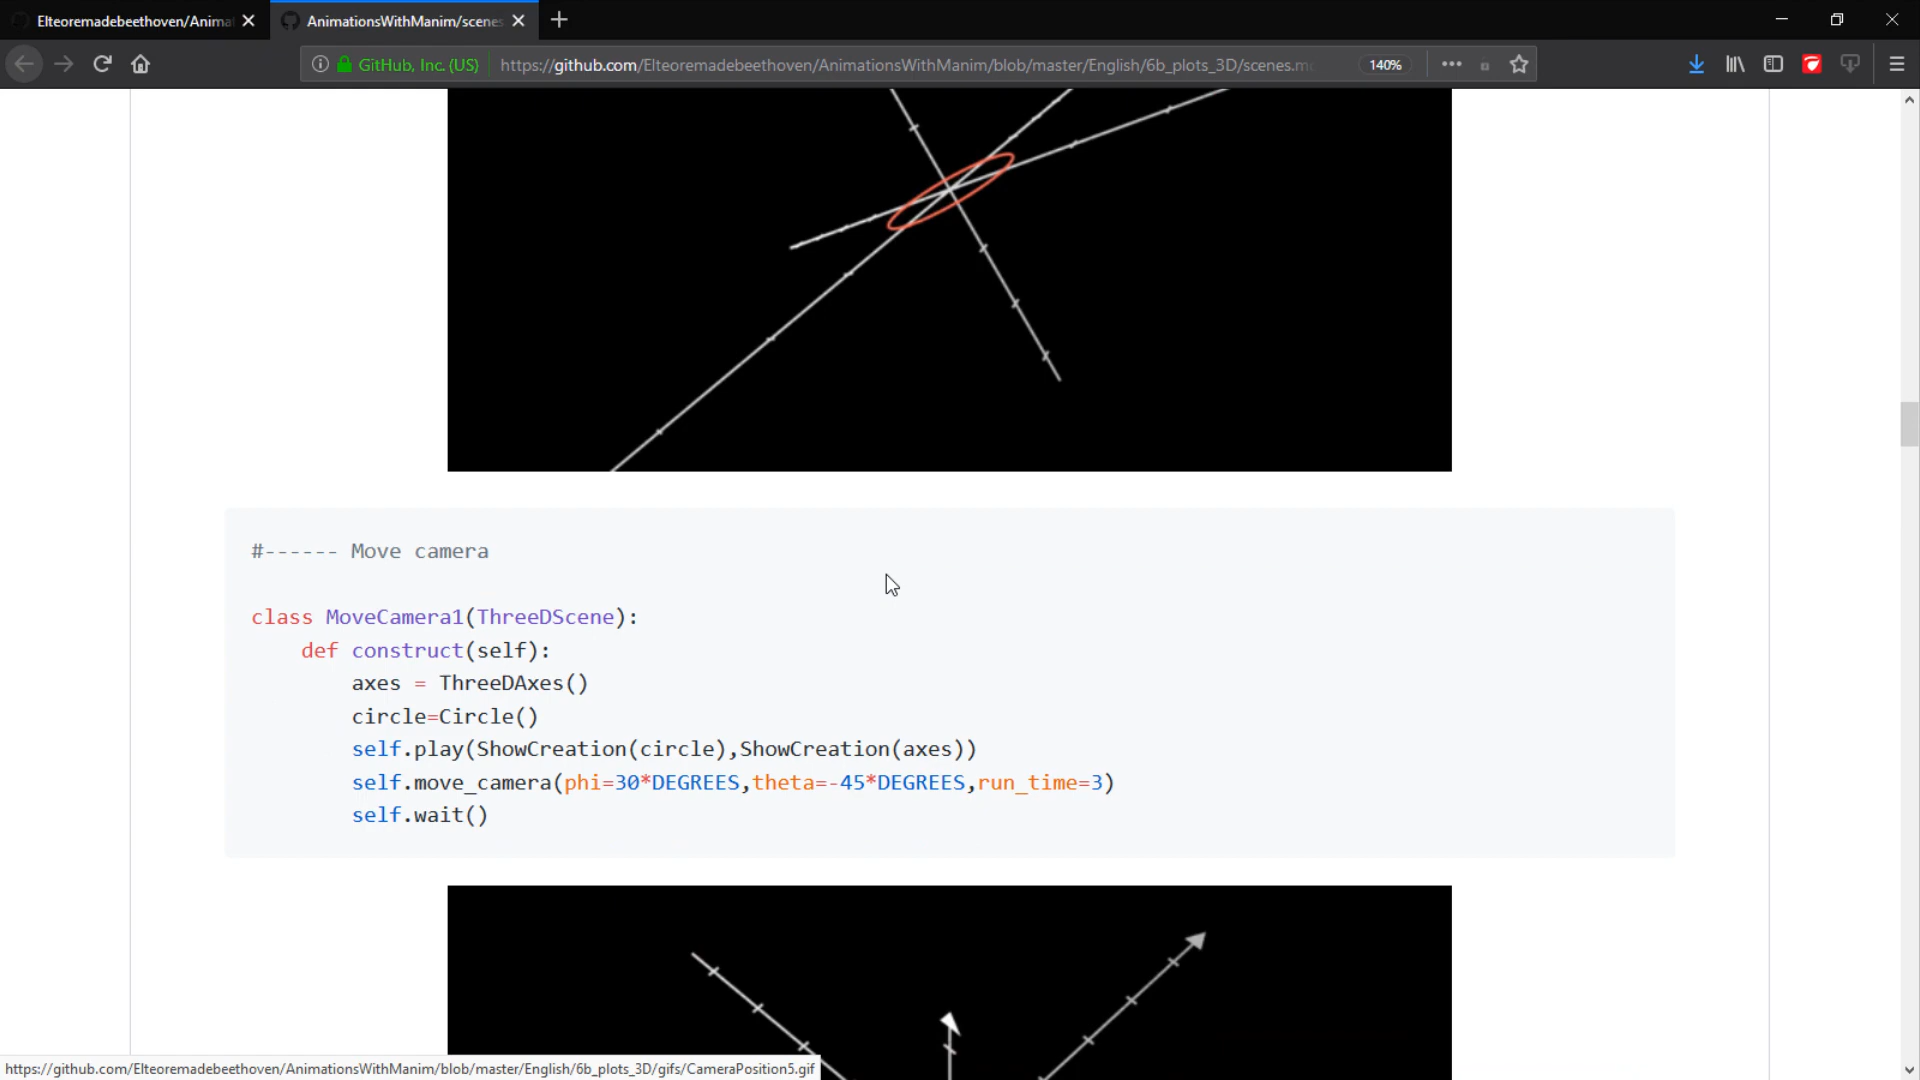 Elteoremadebeethoven/Anima
AnimationsWithManim/scenes
GitHub, Inc. (US)
https://github.com/Elteoremadebeethoven/AnimationsWithManim/blob/master/English/6b_plots_3D/scenes.m
140%
#------ Move camera
class MoveCamera1(ThreeDScene):
def construct(self):
axes = ThreeDAxes()
circle=Circle()
self.play(ShowCreation(circle),ShowCreation(axes))
self.move_camera(phi=30*DEGREES,theta=-45*DEGREES,run_time=3)
self.wait()
https://github.com/Elteoremadebeethoven/AnimationsWithManim/blob/master/English/6b_plots_3D/gifs/CameraPosition5.gif